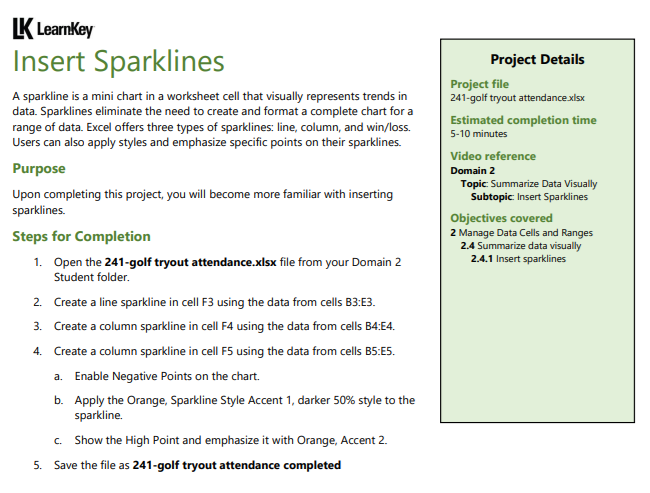 LK LearnKey
Insert Sparklines
A sparkline is a mini chart in a worksheet cell that visually represents trends in
data. Sparklines eliminate the need to create and format a complete chart for a
range of data. Excel offers three types of sparklines: line, column, and win/loss.
Users can also apply styles and emphasize specific points on their sparklines.
Purpose
Upon completing this project, you will become more familiar with inserting
sparklines.
Steps for Completion
1. Open the 241-golf tryout attendance.xlsx file from your Domain 2
Student folder.
2. Create a line sparkline in cell F3 using the data from cells B3:E3.
3. Create a column sparkline in cell F4 using the data from cells B4:E4.
4. Create a column sparkline in cell F5 using the data from cells B5:E5.
a. Enable Negative Points on the chart.
b. Apply the Orange, Sparkline Style Accent 1, darker 50% style to the
sparkline.
c. Show the High Point and emphasize it with Orange, Accent 2.
5. Save the file as 241-golf tryout attendance completed
Project Details
Project file
241-golf tryout attendance.xlsx
Estimated completion time
5-10 minutes
Video reference
Domain 2
Topic: Summarize Data Visually
Subtopic: Insert Sparklines
Objectives covered
2 Manage Data Cells and Ranges
2.4 Summarize data visually
2.4.1 Insert sparklines